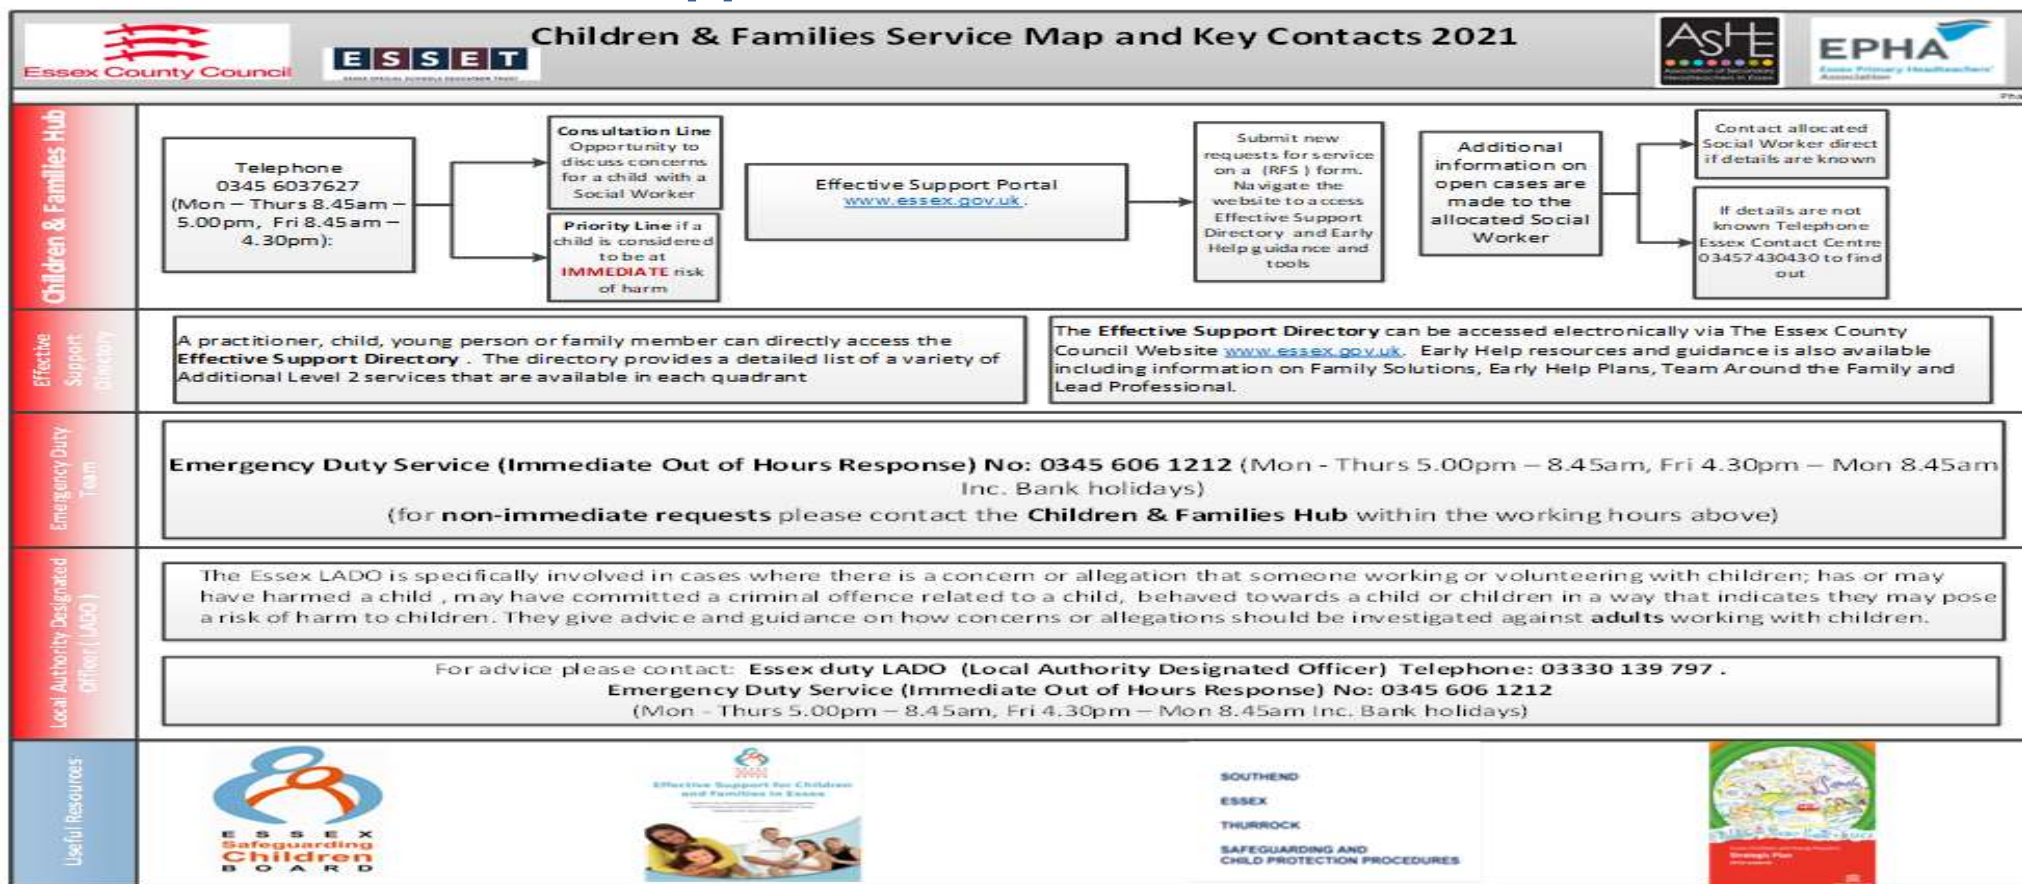 Children & Families Service Map and Key Contacts 2021
Essex County Council
ESSET
ASHE
EPHA
Essex Primary Headteachers'
Association
Children & Families Hub
Telephone
0345 6037627
(Mon – Thurs 8.45am –
5.00pm, Fri 8.45am –
4.30pm):
Consultation Line
Opportunity to
discuss concerns
for a child with a
Social Worker
Priority Line if a
child is considered
to be at
IMMEDIATE risk
of harm
Effective Support Portal
www.essex.gov.uk.
Submit new
requests for service
on a (RFS ) form.
Navigate the
website to access
Effective Support
Directory and Early
Help guidance and
tools
Additional
information on
open cases are
made to the
allocated Social
Worker
Contact allocated
Social Worker direct
if details are known
If details are not
known Telephone
Essex Contact Centre
03457430430 to find
out
Effective
Support
Directory
A practitioner, child, young person or family member can directly access the
Effective Support Directory . The directory provides a detailed list of a variety of
Additional Level 2 services that are available in each quadrant
The Effective Support Directory can be accessed electronically via The Essex County
Council Website www.essex.gov.uk. Early Help resources and guidance is also available
including information on Family Solutions, Early Help Plans, Team Around the Family and
Lead Professional.
Emergency Duty
Team
Emergency Duty Service (Immediate Out of Hours Response) No: 0345 606 1212 (Mon - Thurs 5.00pm – 8.45am, Fri 4.30pm – Mon 8.45am
Inc. Bank holidays)
(for non-immediate requests please contact the Children & Families Hub within the working hours above)
Local Authority Designated
Officer ( LADO )
The Essex LADO is specifically involved in cases where there is a concern or allegation that someone working or volunteering with children; has or may
have harmed a child , may have committed a criminal offence related to a child, behaved towards a child or children in a way that indicates they may pose
a risk of harm to children. They give advice and guidance on how concerns or allegations should be investigated against adults working with children.
For advice please contact: Essex duty LADO (Local Authority Designated Officer) Telephone: 03330 139 797 .
Emergency Duty Service (Immediate Out of Hours Response) No: 0345 606 1212
(Mon - Thurs 5.00pm – 8.45am, Fri 4.30pm – Mon 8.45am Inc. Bank holidays)
Useful Resources
ESSEX
Safeguarding
Children
BOARD
Effective Support for Children
and Families in Essex
SOUTHEND
ESSEX
THURROCK
SAFEGUARDING AND
CHILD PROTECTION PROCEDURES
Strategic Plan